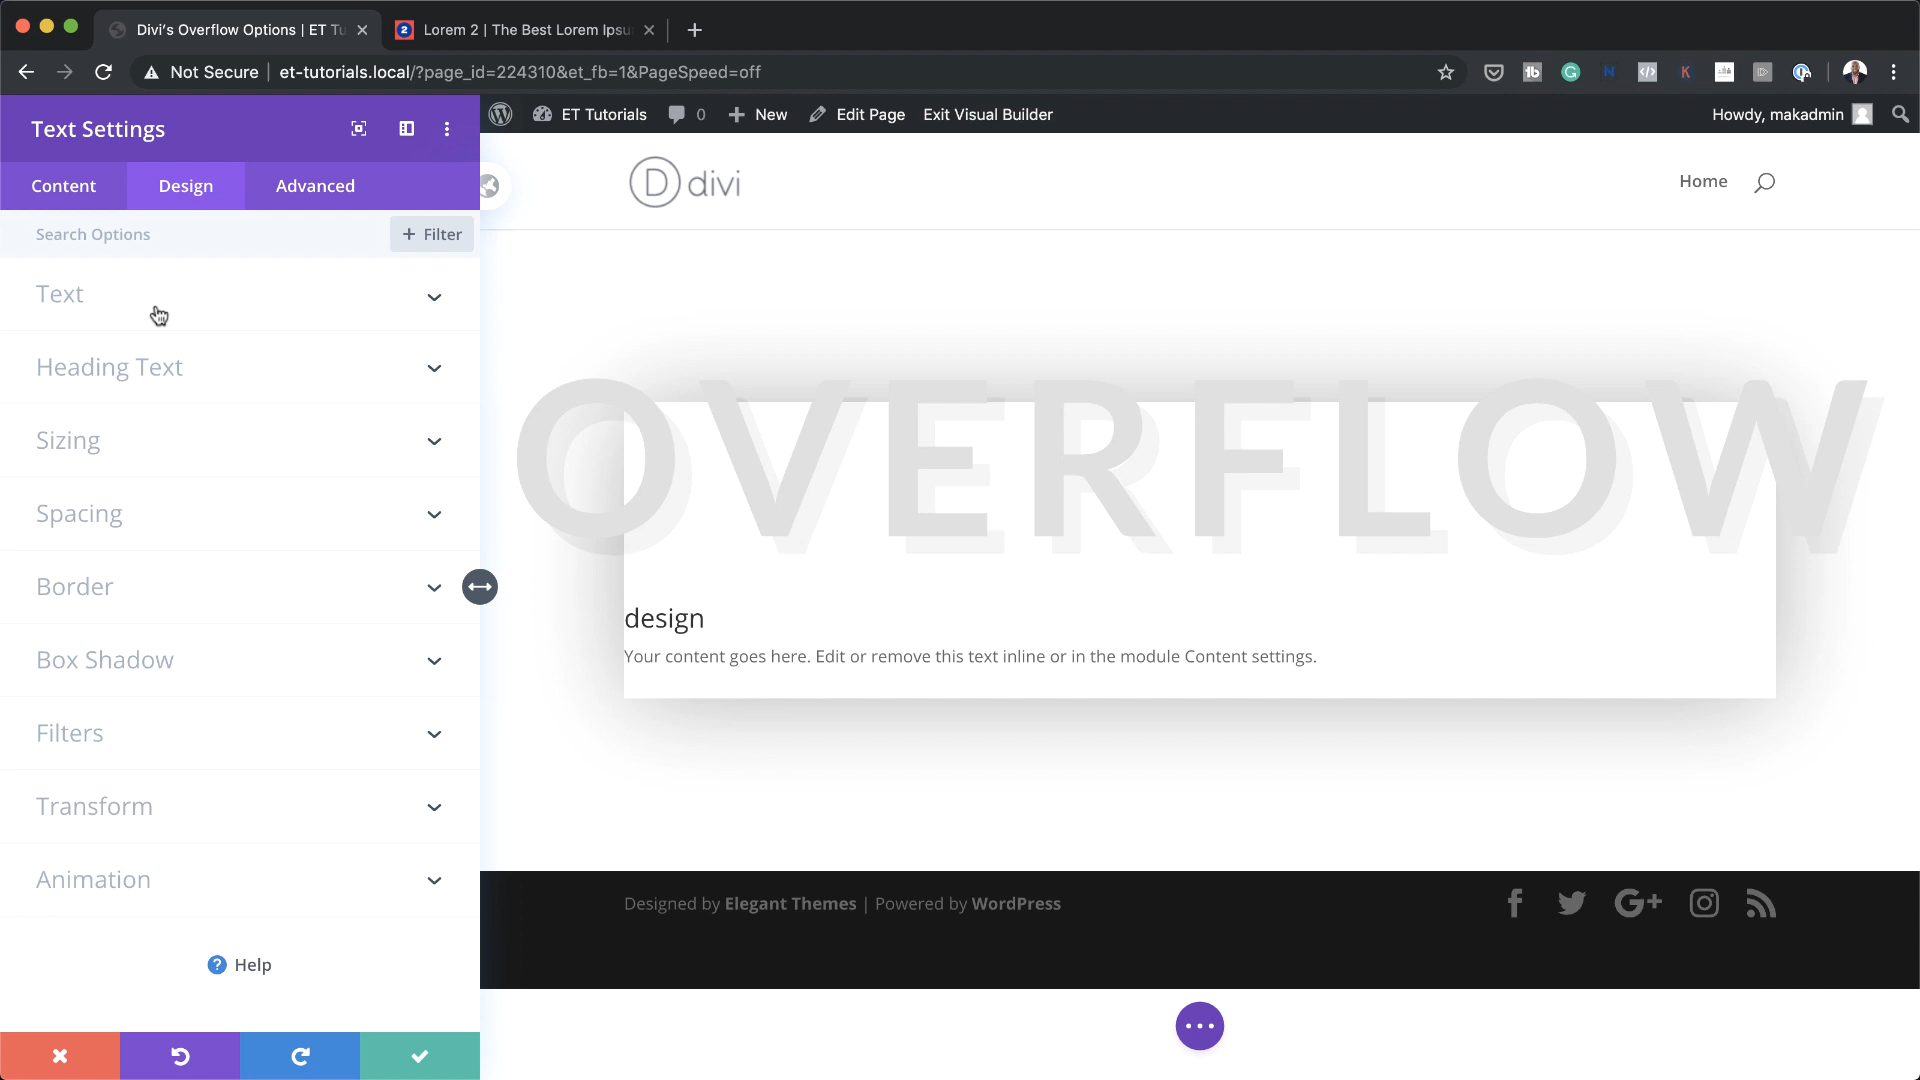 Divi's Overflow Options | ET Tu
Lorem 2 | The Best Lorem Ipsu
Not Secure | et-tutorials.local/?page_id=224310&et_fb=1&PageSpeed=off
Text Settings
ET Tutorials 0 New Edit Page Exit Visual Builder Howdy, makadmin
Content Design Advanced
divi Home
Search Options + Filter
Text
Heading Text
Sizing
Spacing
Border
Box Shadow
Filters
Transform
Animation
Help
OVERFLOW
design
Your content goes here. Edit or remove this text inline or in the module Content settings.
Designed by Elegant Themes | Powered by WordPress